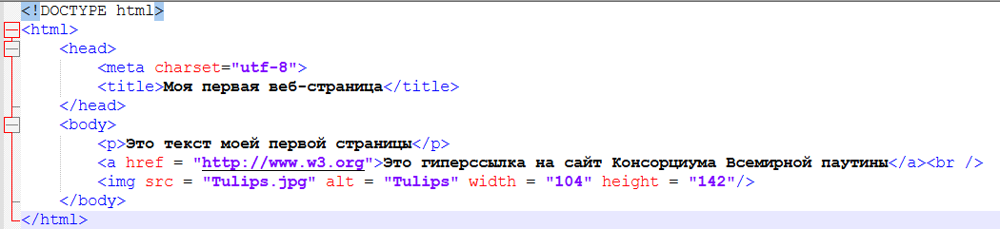 <!DOCTYPE html>
<html>
<head>
<meta charset="utf-8">
<title>Моя первая веб-страница</title>
</head>
<body>
<p>Это текст моей первой страницы</p>
<a href = "http://www.w3.org">Это гиперссылка на сайт Консорциума Всемирной паутины</a><br />
<img src = "Tulips.jpg" alt = "Tulips" width = "104" height = "142"/>
</body>
</html>